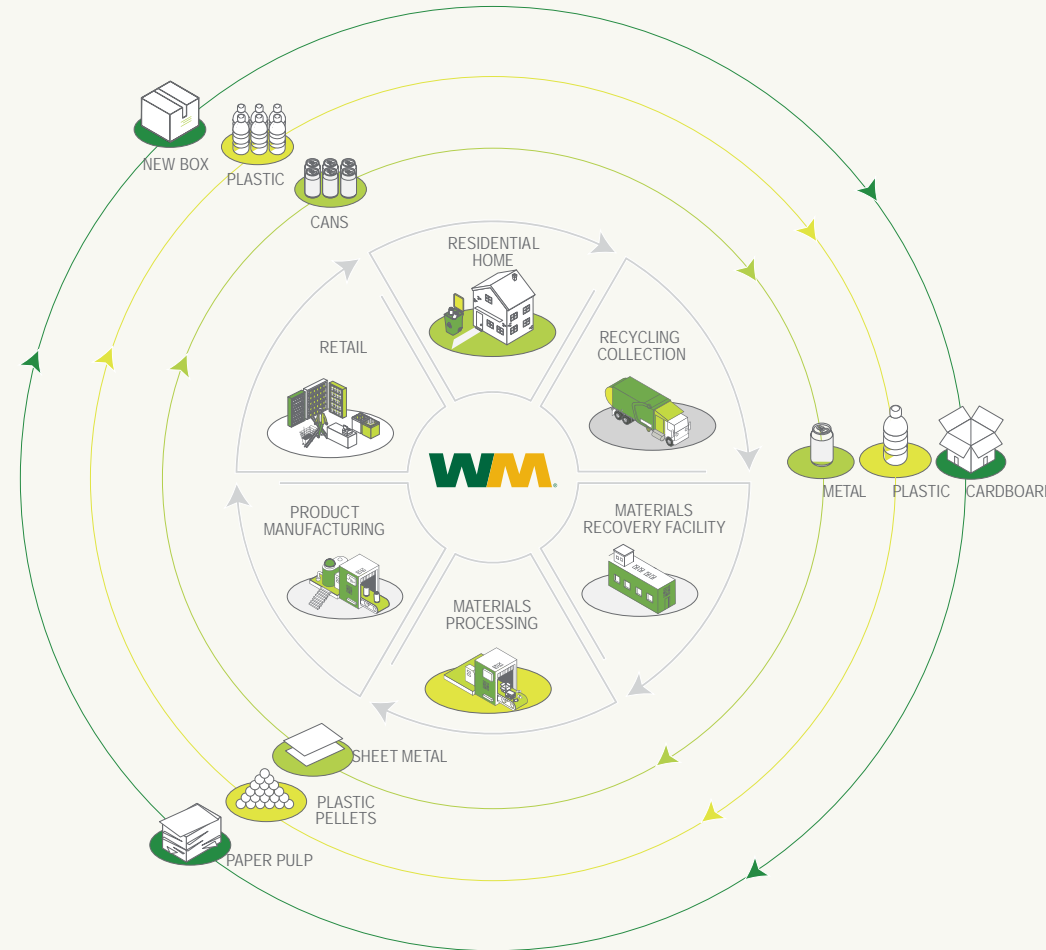 NEW BOX
PLASTIC
CANS
RESIDENTIAL
HOME
RETAIL
RECYCLING
COLLECTION
WM
METAL
PLASTIC
CARDBOARD
PRODUCT
MANUFACTURING
MATERIALS
RECOVERY FACILITY
MATERIALS
PROCESSING
SHEET METAL
PLASTIC
PELLETS
PAPER PULP